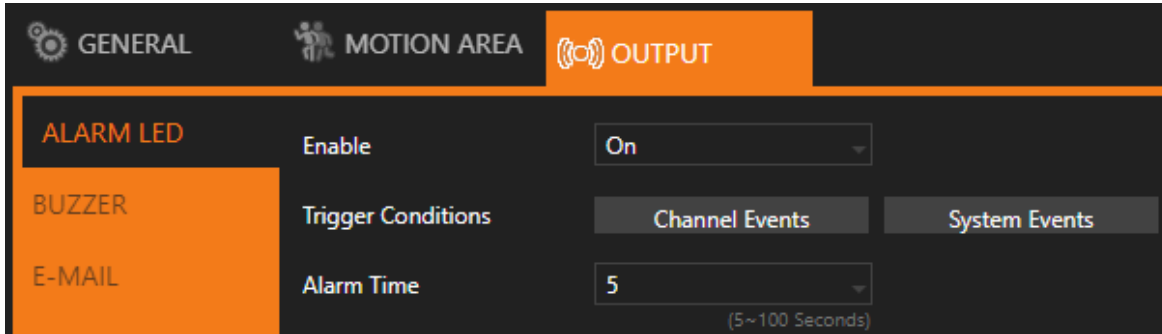 GENERAL
MOTION AREA
OUTPUT
ALARM LED
BUZZER
E-MAIL
Enable
On
Trigger Conditions
Channel Events
System Events
Alarm Time
5
(5~100 Seconds)